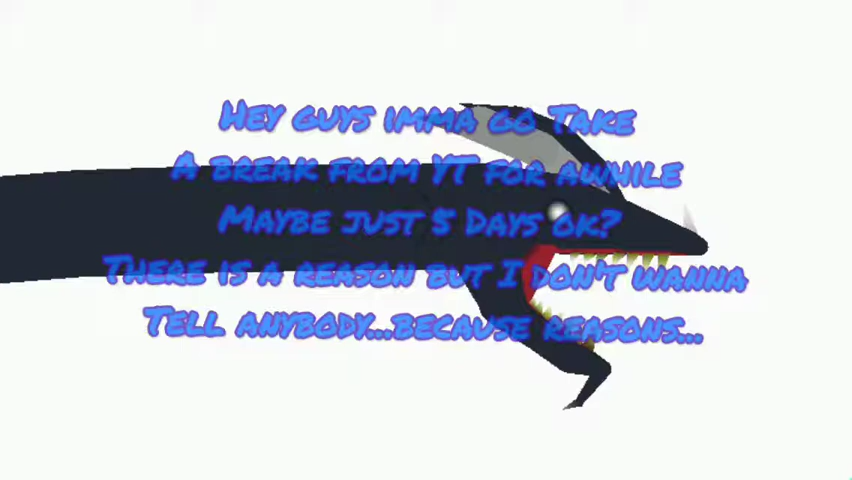 Hey guys imma go Take
A break from YT for awhile
Maybe just 5 Days ok?
There is a reason but I don't wanna
Tell anybody...because reasons...